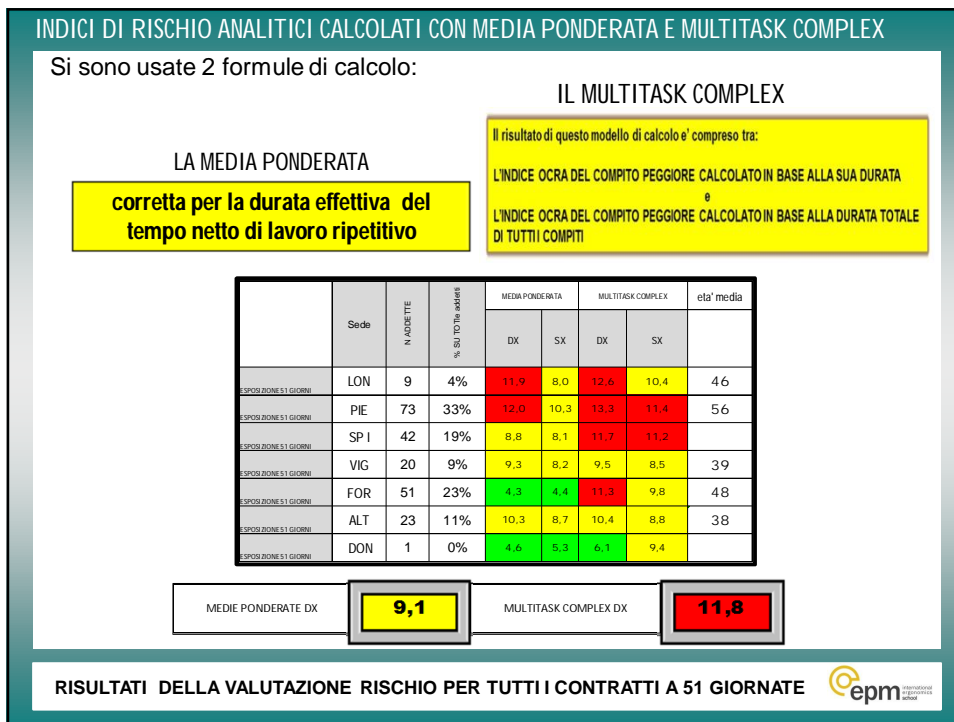 INDICI DI RISCHIO ANALITICI CALCOLATI CON MEDIA PONDERATA E MULTITASK COMPLEX
Si sono usate 2 formule di calcolo:
IL MULTITASK COMPLEX
Il risultato di questo modello di calcolo e' compreso tra:
L'INDICE OCRA DEL COMPITO PEGGIORE CALCOLATO IN BASE ALLA SUA DURATA
e
L'INDICE OCRA DEL COMPITO PEGGIORE CALCOLATO IN BASE ALLA DURATA TOTALE
DI TUTTI I COMPITI
LA MEDIA PONDERATA
corretta per la durata effettiva del
tempo netto di lavoro ripetitivo
Sede N ADDETTE % SU TOTle addetti MEDIA PONDERATA MULTITASK COMPLEX eta' media
DX SX DX SX
ESPOSIZIONE 51 GIORNI LON 9 4% 11,9 8,0 12,6 10,4 46
ESPOSIZIONE 51 GIORNI PIE 73 33% 12,0 10,3 13,3 11,4 56
ESPOSIZIONE 51 GIORNI SP I 42 19% 8,8 8,1 11,7 11,2
ESPOSIZIONE 51 GIORNI VIG 20 9% 9,3 8,2 9,5 8,5 39
ESPOSIZIONE 51 GIORNI FOR 51 23% 4,3 4,4 11,3 9,8 48
ESPOSIZIONE 51 GIORNI ALT 23 11% 10,3 8,7 10,4 8,8 38
ESPOSIZIONE 51 GIORNI DON 1 0% 4,6 5,3 6,1 9,4
MEDIE PONDERATE DX 9,1 MULTITASK COMPLEX DX 11,8
RISULTATI DELLA VALUTAZIONE RISCHIO PER TUTTI I CONTRATTI A 51 GIORNATE
epm international ergonomics school